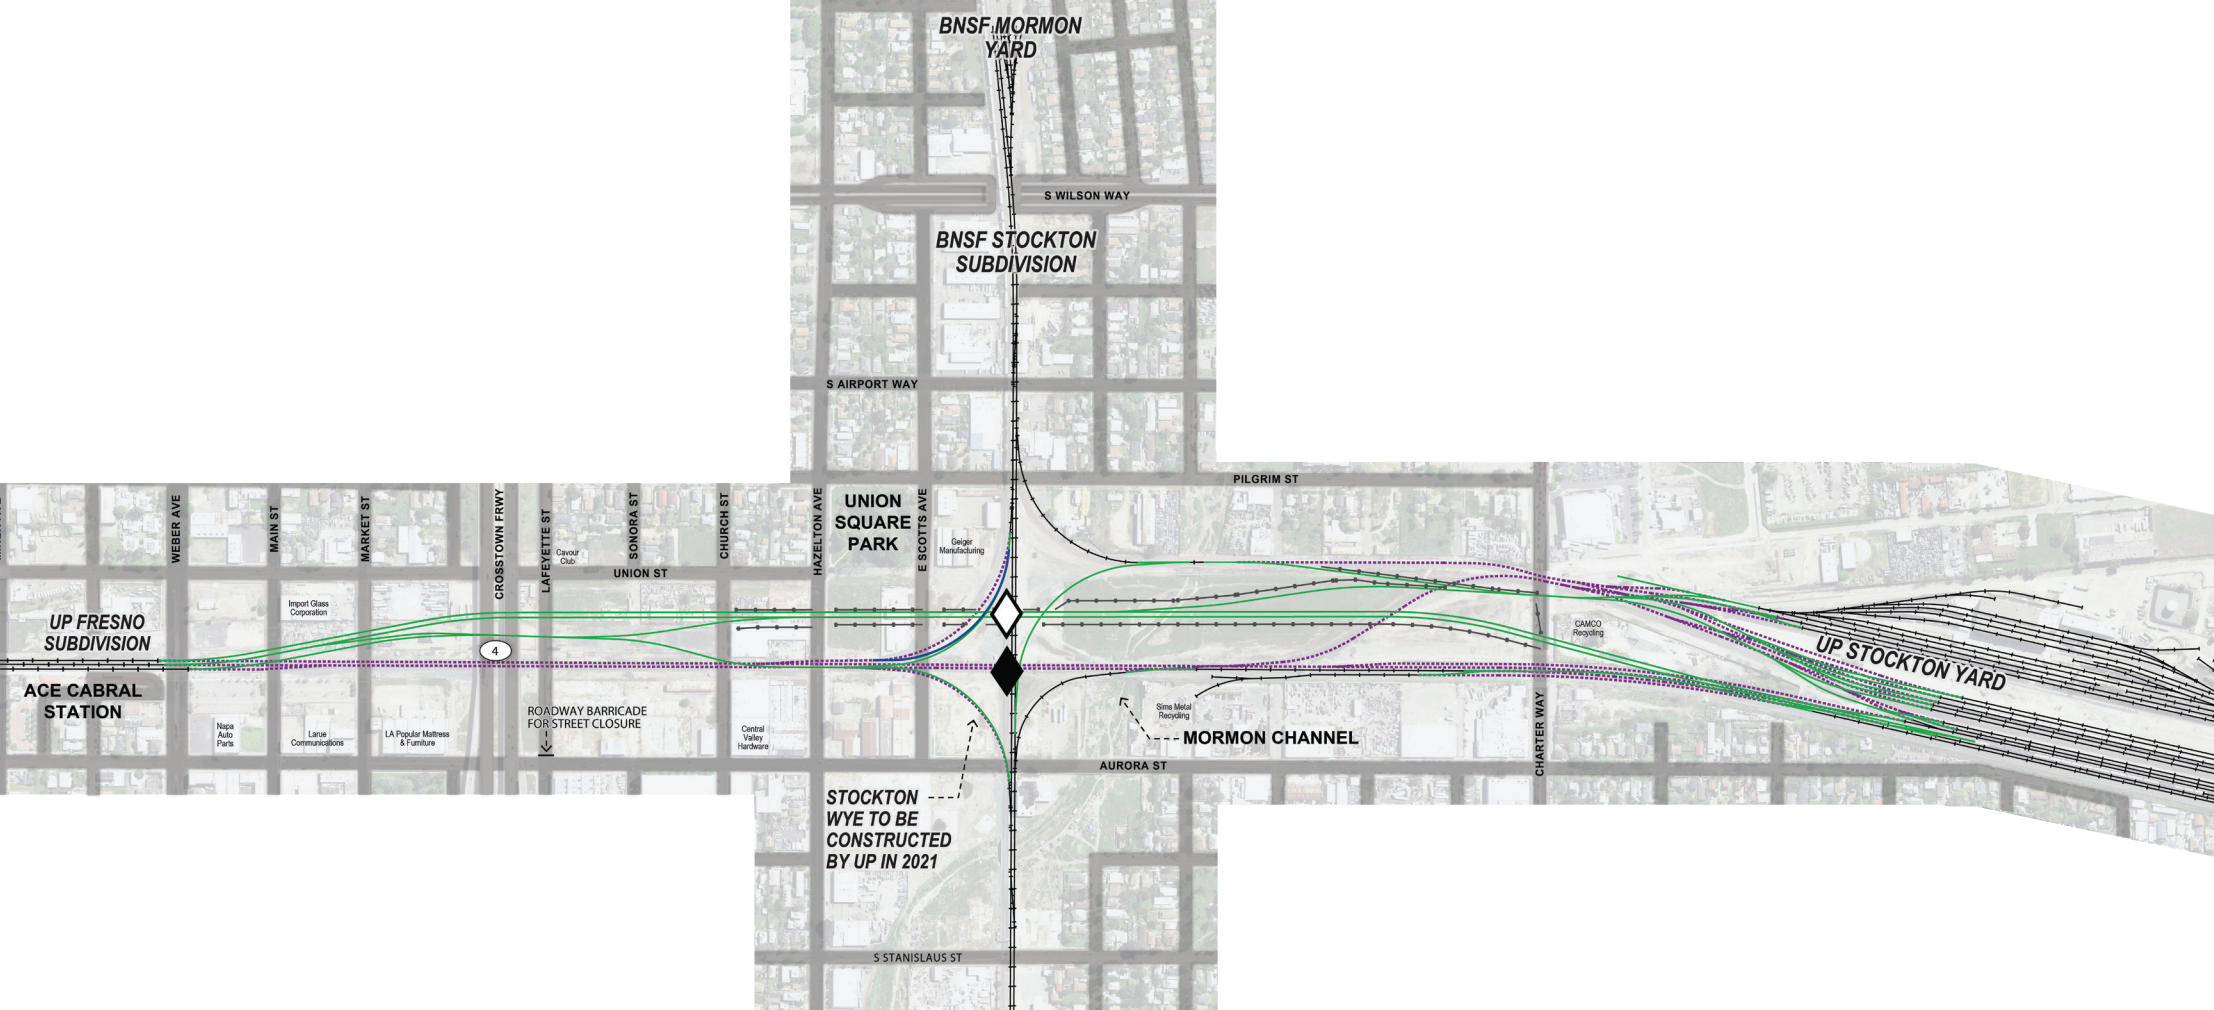 BNSF MORMON
YARD
S WILSON WAY
BNSF STOCKTON
SUBDIVISION
S AIRPORT WAY
PILGRIM ST
WEBER AVE
MAIN ST
MARKET ST
CROSSTOWN FRWY
LAFEYETTE ST
SONORA ST
CHURCH ST
HAZELTON AVE
UNION
SQUARE
PARK
E SCOTTS AVE
Geiger
Manufacturing
Cavour
Club
UNION ST
Import Glass
Corporation
UP FRESNO
SUBDIVISION
4
CAMCO
Recycling
UP STOCKTON YARD
ACE CABRAL
STATION
Napa
Auto
Parts
Larue
Communications
LA Popular Mattress
& Furniture
ROADWAY BARRICADE
FOR STREET CLOSURE
Central
Valley
Hardware
Sims Metal
Recycling
MORMON CHANNEL
CHARTER WAY
AURORA ST
STOCKTON
WYE TO BE
CONSTRUCTED
BY UP IN 2021
S STANISLAUS ST